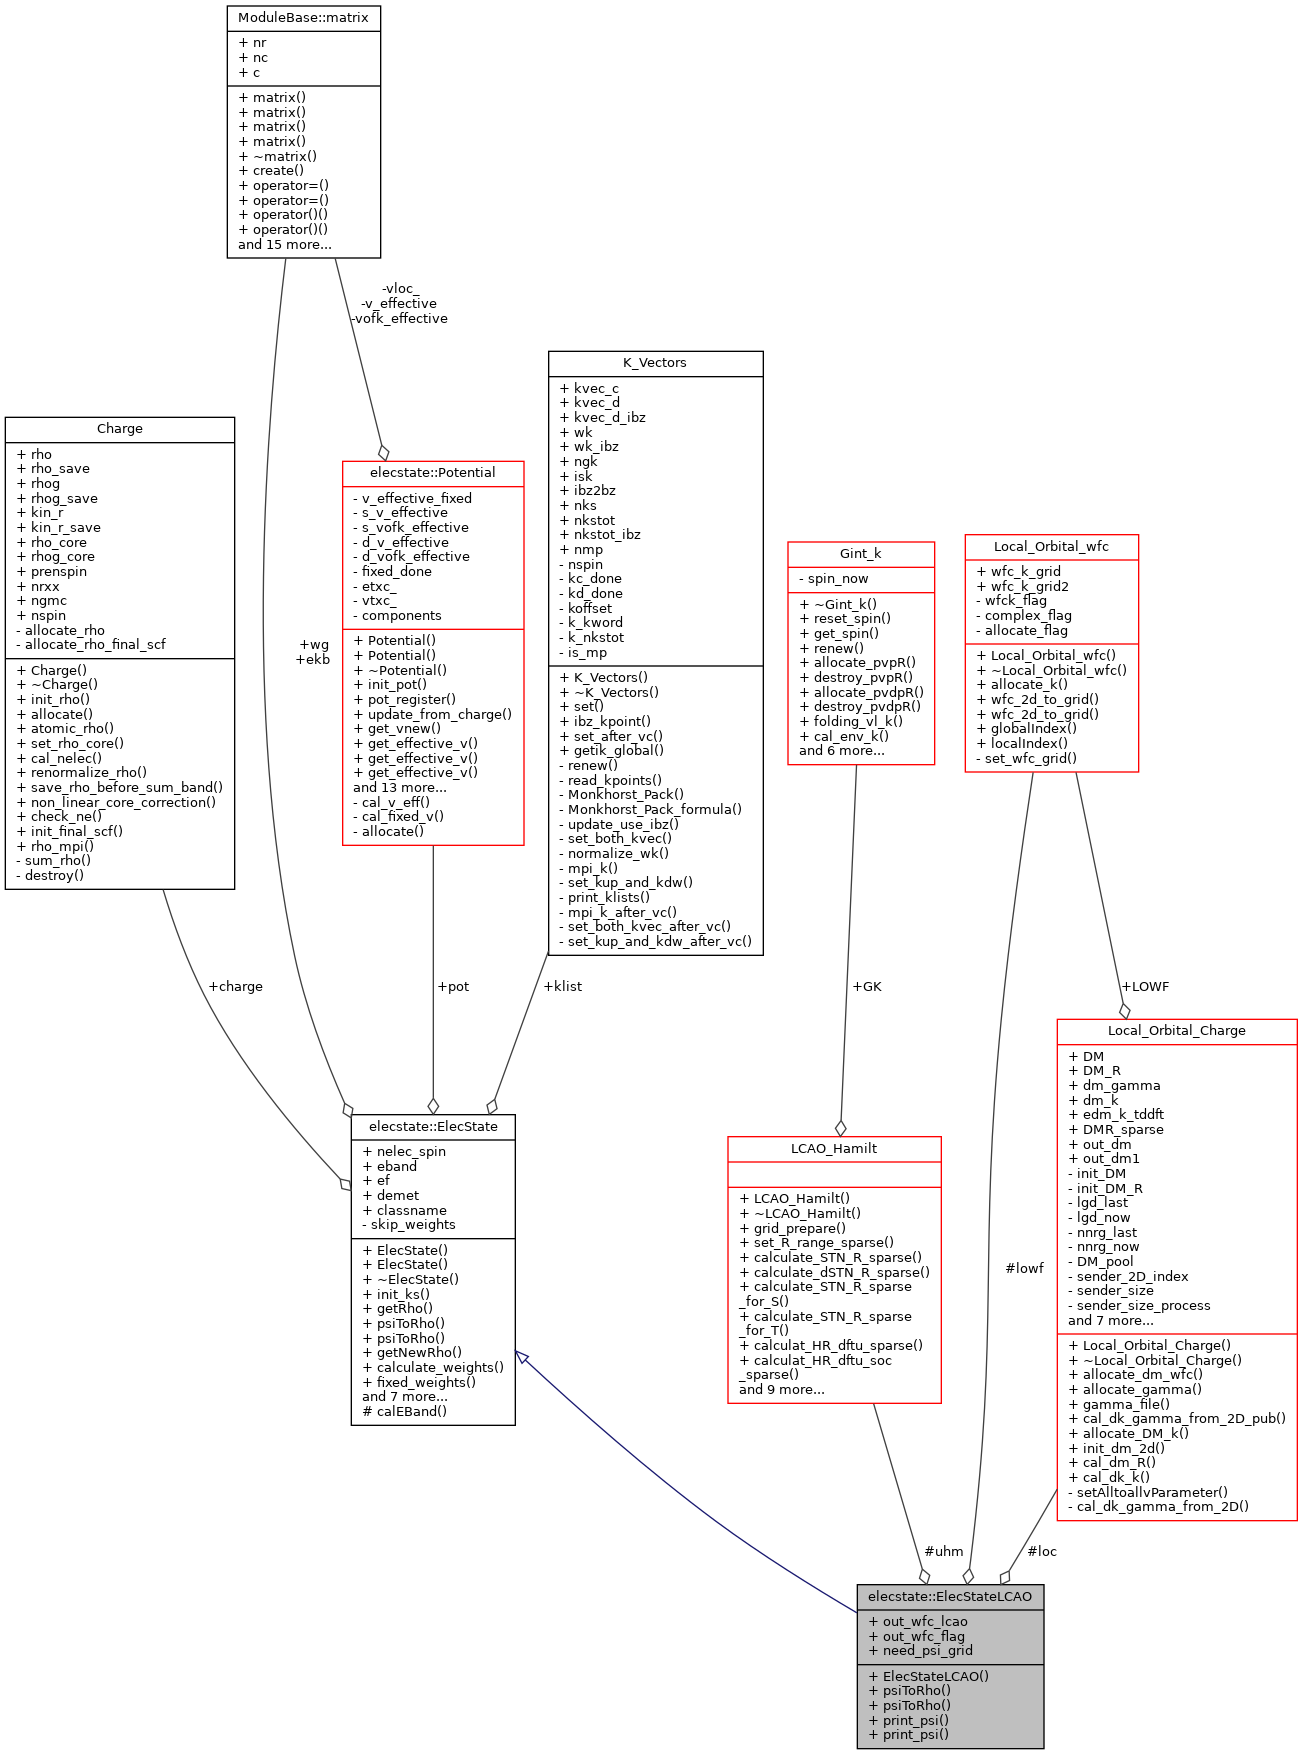 ModuleBase::matrix
+ nr
+ nc
+ c
+ matrix()
+ matrix()
+ matrix()
+ matrix()
+ ~matrix()
+ create()
+ operator=()
+ operator=()
+ operator()()
+ operator()()
and 15 more...
-vloc_
-v_effective
-vofk_effective
K_Vectors
+ kvec_c
+ kvec_d
+ kvec_d_ibz
+ wk
+ wk_ibz
+ ngk
+ isk
+ ibz2bz
+ nks
+ nkstot
+ nkstot_ibz
+ nmp
- nspin
- kc_done
- kd_done
- koffset
- k_kword
- k_nkstot
- is_mp
+ K_Vectors()
+ ~K_Vectors()
+ set()
+ ibz_kpoint()
+ set_after_vc()
+ getik_global()
- renew()
- read_kpoints()
- Monkhorst_Pack()
- Monkhorst_Pack_formula()
- update_use_ibz()
- set_both_kvec()
- normalize_wk()
- mpi_k()
- set_kup_and_kdw()
- print_klists()
- mpi_k_after_vc()
- set_both_kvec_after_vc()
- set_kup_and_kdw_after_vc()
Charge
+ rho
+ rho_save
+ rhog
+ rhog_save
+ kin_r
+ kin_r_save
+ rho_core
+ rhog_core
+ prenspin
+ nrxx
+ ngmc
+ nspin
- allocate_rho
- allocate_rho_final_scf
+ Charge()
+ ~Charge()
+ init_rho()
+ allocate()
+ atomic_rho()
+ set_rho_core()
+ cal_nelec()
+ renormalize_rho()
+ save_rho_before_sum_band()
+ non_linear_core_correction()
+ check_ne()
+ init_final_scf()
+ rho_mpi()
- sum_rho()
- destroy()
elecstate::Potential
- v_effective_fixed
- s_v_effective
- s_vofk_effective
- d_v_effective
- d_vofk_effective
- fixed_done
- etxc_
- vtxc_
- components
+ Potential()
+ Potential()
+ ~Potential()
+ init_pot()
+ pot_register()
+ update_from_charge()
+ get_vnew()
+ get_effective_v()
+ get_effective_v()
+ get_effective_v()
and 13 more...
- cal_v_eff()
- cal_fixed_v()
- allocate()
+wg
+ekb
Gint_k
- spin_now
+ ~Gint_k()
+ reset_spin()
+ get_spin()
+ renew()
+ allocate_pvpR()
+ destroy_pvpR()
+ allocate_pvdpR()
+ destroy_pvdpR()
+ folding_vl_k()
+ cal_env_k()
and 6 more...
Local_Orbital_wfc
+ wfc_k_grid
+ wfc_k_grid2
- wfck_flag
- complex_flag
- allocate_flag
+ Local_Orbital_wfc()
+ ~Local_Orbital_wfc()
+ allocate_k()
+ wfc_2d_to_grid()
+ wfc_2d_to_grid()
+ globalIndex()
+ localIndex()
- set_wfc_grid()
+charge
+pot
+klist
+GK
+LOWF
Local_Orbital_Charge
+ DM
+ DM_R
+ dm_gamma
+ dm_k
+ edm_k_tddft
+ DMR_sparse
+ out_dm
+ out_dm1
- init_DM
- init_DM_R
- lgd_last
- lgd_now
- nnrg_last
- nnrg_now
- DM_pool
- sender_2D_index
- sender_size
- sender_size_process
and 7 more...
+ Local_Orbital_Charge()
+ ~Local_Orbital_Charge()
+ allocate_dm_wfc()
+ allocate_gamma()
+ gamma_file()
+ cal_dk_gamma_from_2D_pub()
+ allocate_DM_k()
+ init_dm_2d()
+ cal_dm_R()
+ cal_dk_k()
- setAlltoallvParameter()
- cal_dk_gamma_from_2D()
elecstate::ElecState
+ nelec_spin
+ eband
+ ef
+ demet
+ classname
- skip_weights
+ ElecState()
+ ElecState()
+ ~ElecState()
+ init_ks()
+ getRho()
+ psiToRho()
+ psiToRho()
+ getNewRho()
+ calculate_weights()
+ fixed_weights()
and 7 more...
# calEBand()
LCAO_Hamilt
+ LCAO_Hamilt()
+ ~LCAO_Hamilt()
+ grid_prepare()
+ set_R_range_sparse()
+ calculate_STN_R_sparse()
+ calculate_dSTN_R_sparse()
+ calculate_STN_R_sparse
_for_S()
+ calculate_STN_R_sparse
_for_T()
+ calculat_HR_dftu_sparse()
+ calculat_HR_dftu_soc
_sparse()
and 9 more...
#lowf
#uhm
#loc
elecstate::ElecStateLCAO
+ out_wfc_lcao
+ out_wfc_flag
+ need_psi_grid
+ ElecStateLCAO()
+ psiToRho()
+ psiToRho()
+ print_psi()
+ print_psi()